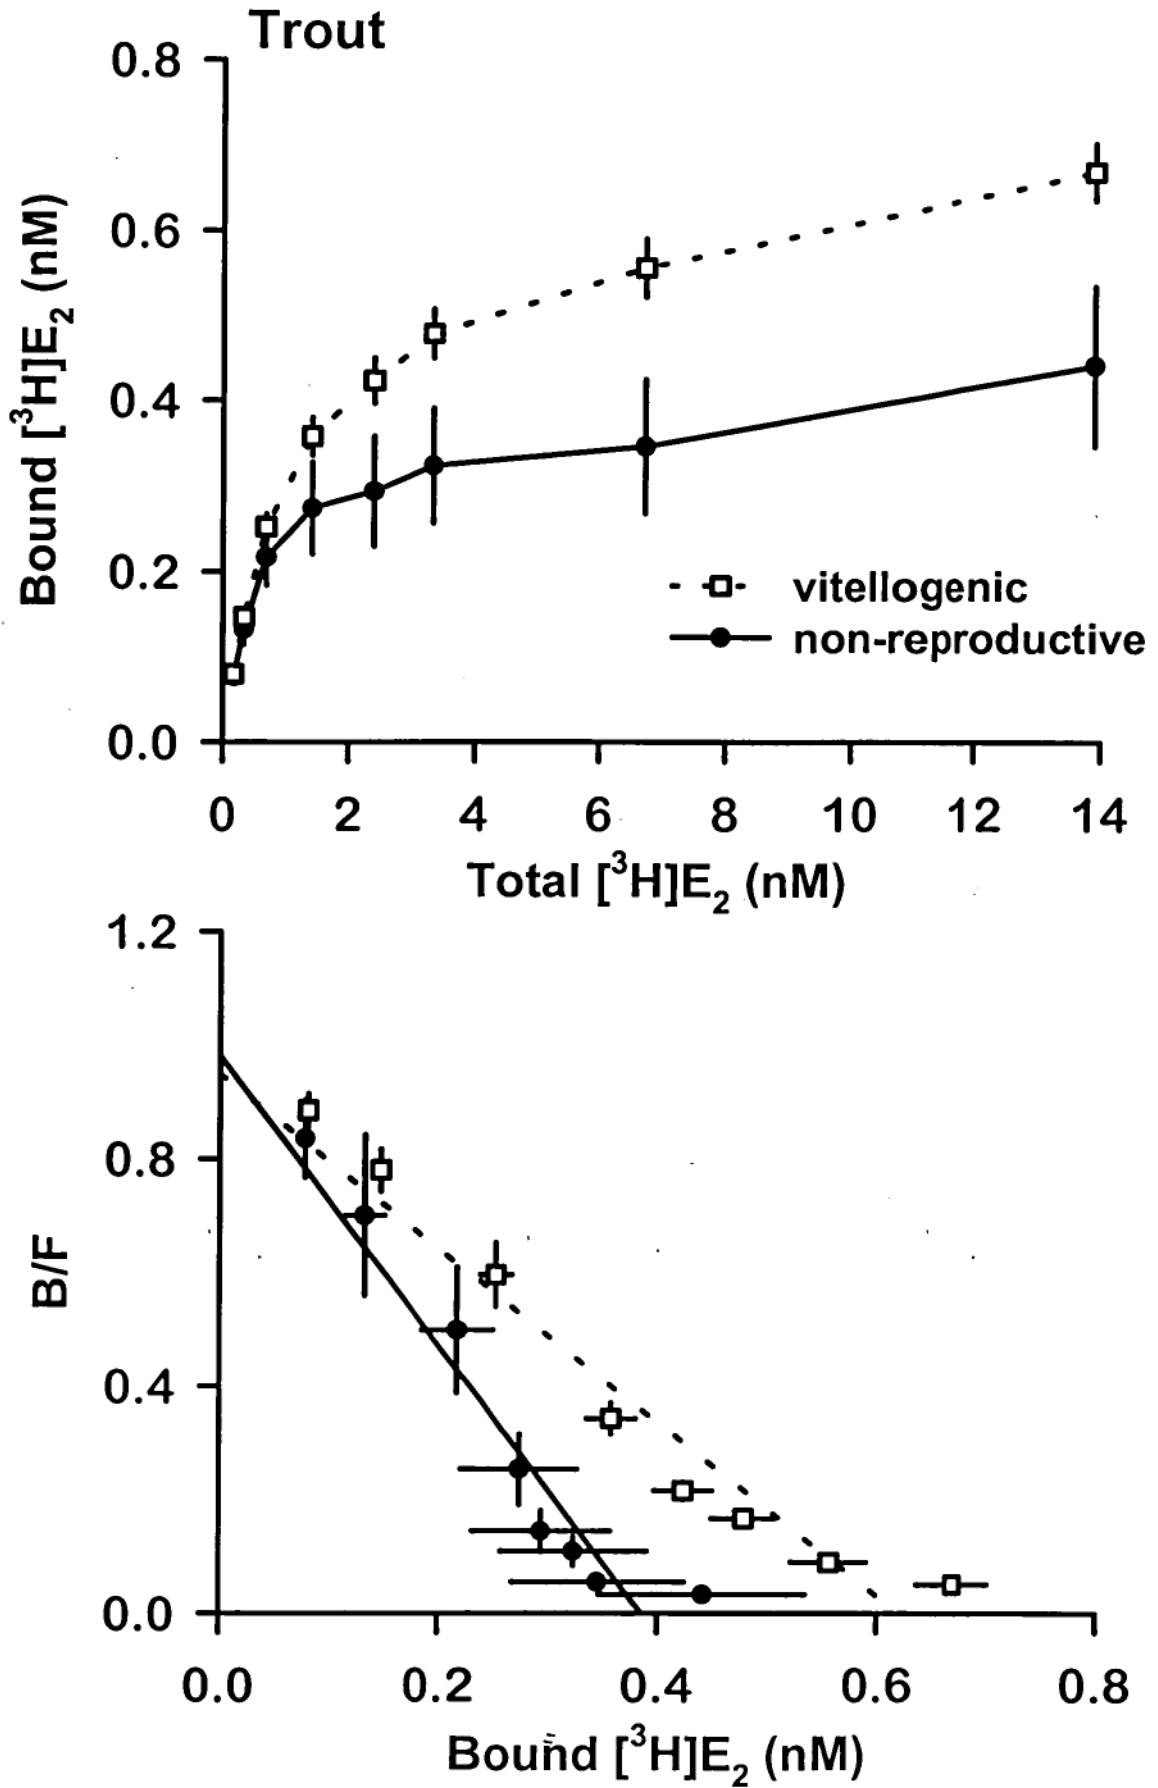 Trout
0.8
0.6
0.4
0.2
0.0
Bound [³H]E₂ (nM)
vitellogenic
non-reproductive
0 2 4 6 8 10 12 14
Total [³H]E₂ (nM)
1.2
0.8
0.4
0.0
B/F
0.0 0.2 0.4 0.6 0.8
Bound [³H]E₂ (nM)